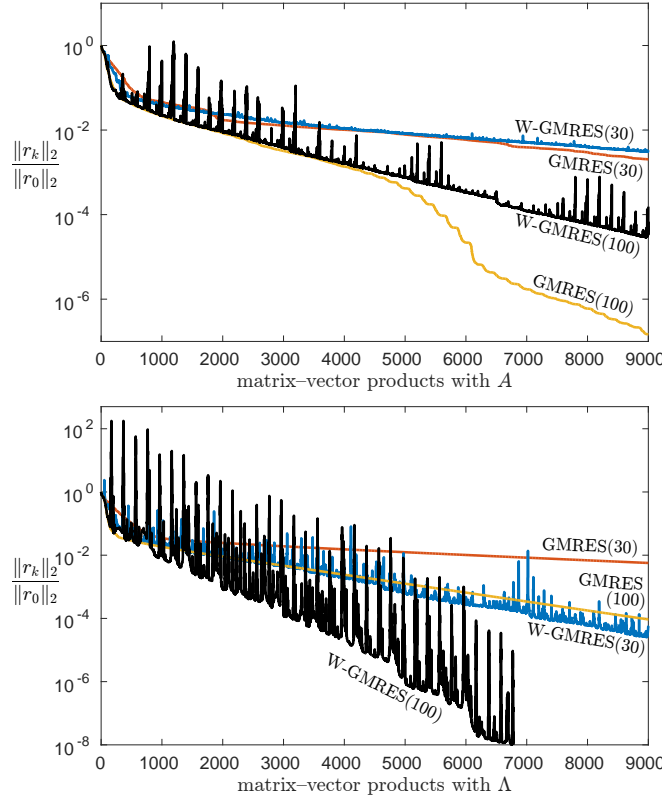 10^0
10^-2
10^-4
10^-6
‖r_k‖_2
‖r_0‖_2
W-GMRES(30)
GMRES(30)
W-GMRES(100)
GMRES(100)
0 1000 2000 3000 4000 5000 6000 7000 8000 9000
matrix–vector products with A
10^2
10^0
10^-2
10^-4
10^-6
10^-8
‖r_k‖_2
‖r_0‖_2
GMRES(30)
GMRES
(100)
W-GMRES(30)
W-GMRES(100)
0 1000 2000 3000 4000 5000 6000 7000 8000 9000
matrix–vector products with Λ